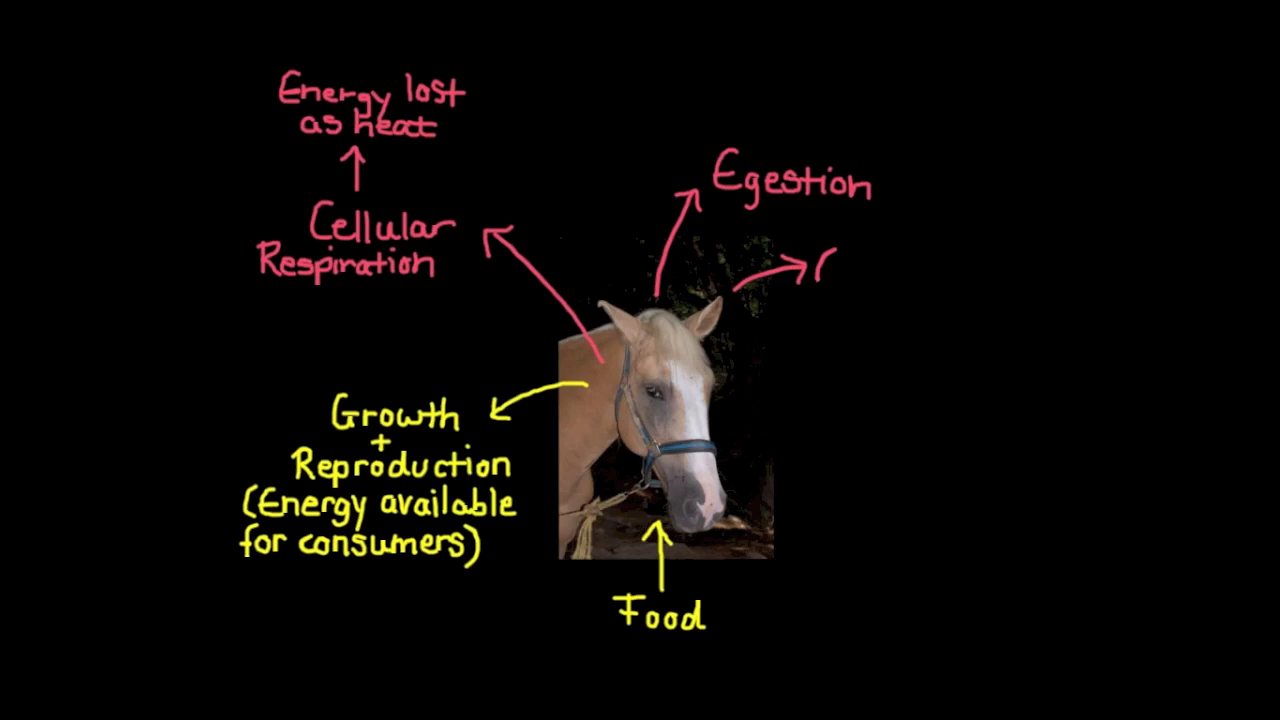 Energy lost
as heat
Cellular
Respiration
Egestion
Growth
+
Reproduction
(Energy available
for consumers)
Food